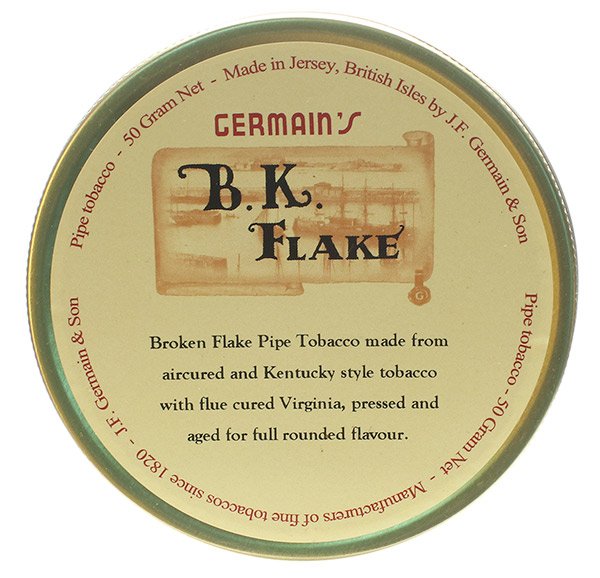 Pipe tobacco - 50 Gram Net - Made in Jersey, British Isles by J.F. Germain & Son
GERMAIN'S
B.K.
FLAKE
G
Broken Flake Pipe Tobacco made from
aircured and Kentucky style tobacco
with flue cured Virginia, pressed and
aged for full rounded flavour.
Pipe tobacco - 50 Gram Net - Manufacturers of fine tobaccos since 1820 - J.F. Germain & Son